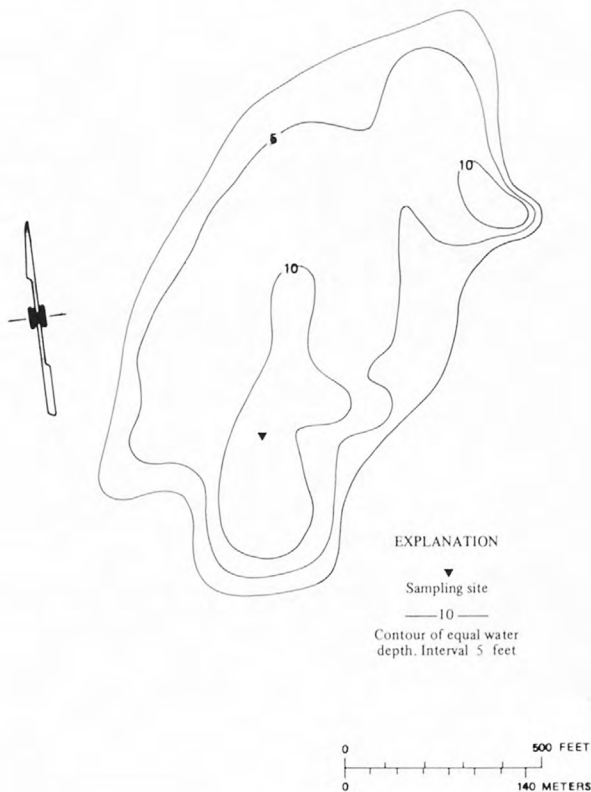 5
10
10
EXPLANATION
Sampling site
10
Contour of equal water
depth. Interval 5 feet
0 500 FEET
0 140 METERS